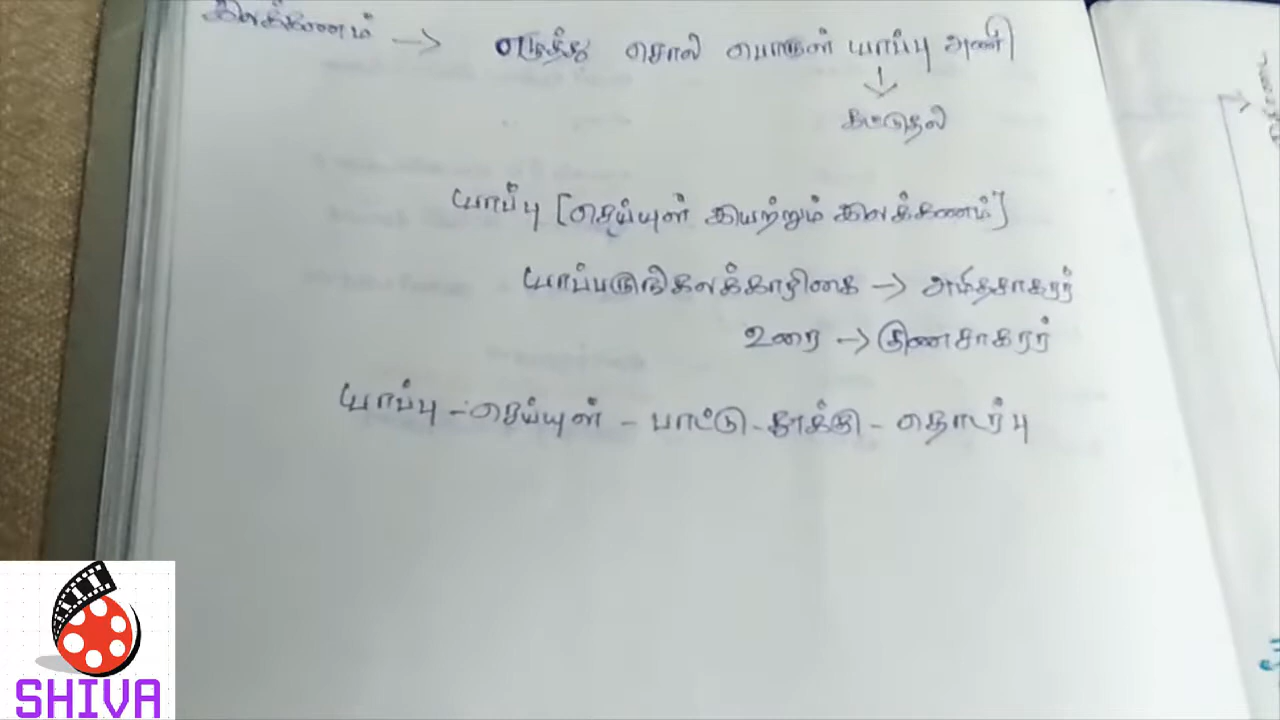 இலக்கணம் → எழுத்து சொல் பொருள் யாப்பு அணி
↓
கட்டுதல்
யாப்பு [செய்யுள் இயற்றும் இலக்கணம்]
யாப்பருங்கலக்காரிகை → அமிதசாகரர்
உரை → குணசாகரர்
யாப்பு - செய்யுள் - பாட்டு - தூக்கு - தொடர்பு
SHIVA